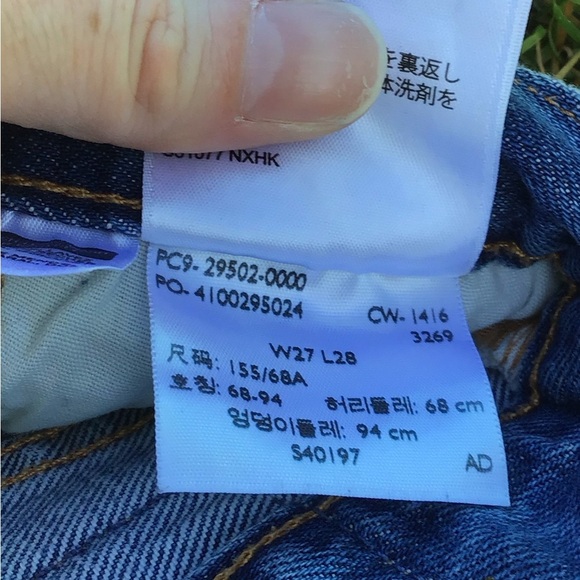 を裏返し
体洗剤を
NXHK
PC9- 29502-0000
PO- 4100295024
CW- 1416
3269
W27 L28
尺码: 155/68A
호칭: 68-94 허리둘레: 68 cm
엉덩이둘레: 94 cm
S40197
AD